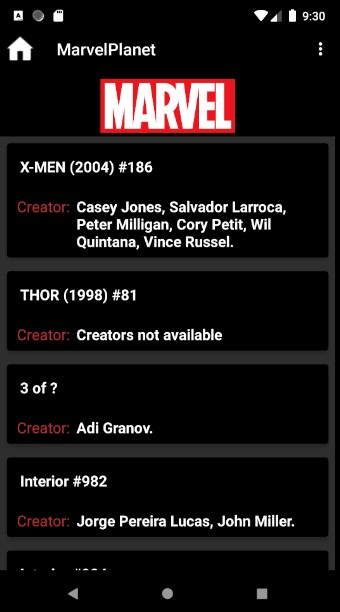 9:30
MarvelPlanet
MARVEL
X-MEN (2004) #186
Creator: Casey Jones, Salvador Larroca,
Peter Milligan, Cory Petit, Wil
Quintana, Vince Russel.
THOR (1998) #81
Creator: Creators not available
3 of ?
Creator: Adi Granov.
Interior #982
Creator: Jorge Pereira Lucas, John Miller.